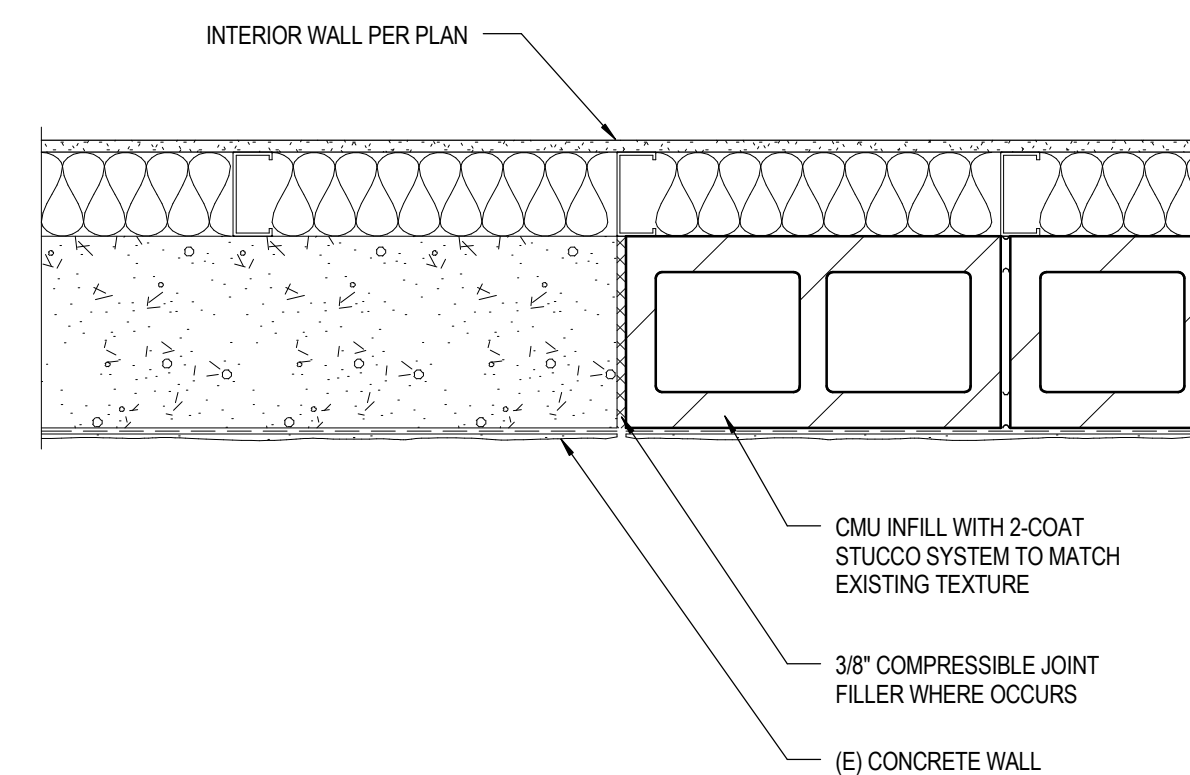 INTERIOR WALL PER PLAN
CMU INFILL WITH 2-COAT
STUCCO SYSTEM TO MATCH
EXISTING TEXTURE
3/8" COMPRESSIBLE JOINT
FILLER WHERE OCCURS
(E) CONCRETE WALL